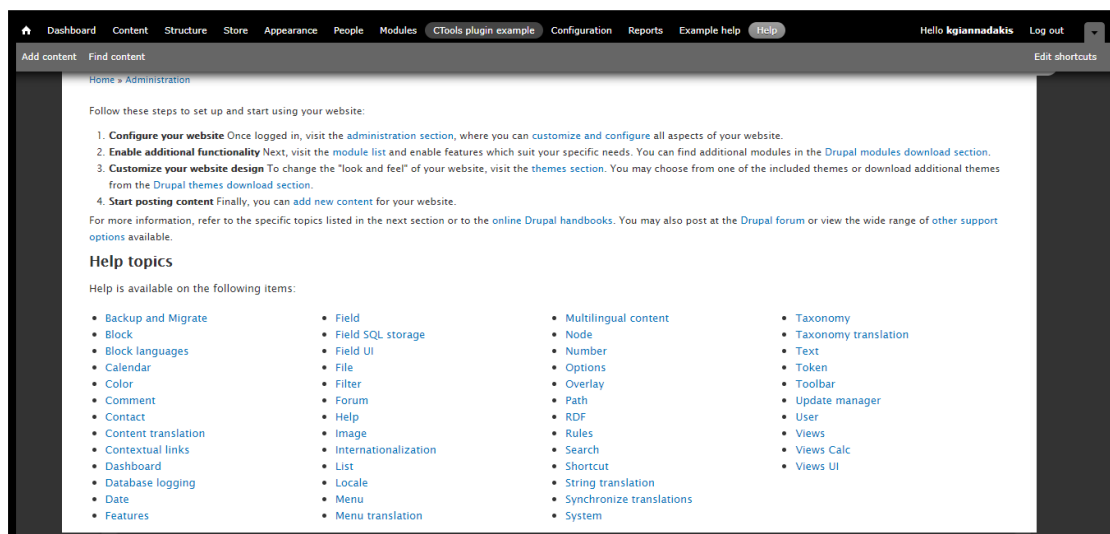 Dashboard Content Structure Store Appearance People Modules CTools plugin example Configuration Reports Example help Help Hello kgiannadakis Log out
Add content Find content Edit shortcuts
Home » Administration
Follow these steps to set up and start using your website:
1. Configure your website Once logged in, visit the administration section, where you can customize and configure all aspects of your website.
2. Enable additional functionality Next, visit the module list and enable features which suit your specific needs. You can find additional modules in the Drupal modules download section.
3. Customize your website design To change the "look and feel" of your website, visit the themes section. You may choose from one of the included themes or download additional themes
from the Drupal themes download section.
4. Start posting content Finally, you can add new content for your website.
For more information, refer to the specific topics listed in the next section or to the online Drupal handbooks. You may also post at the Drupal forum or view the wide range of other support
options available.
Help topics
Help is available on the following items:
• Backup and Migrate
• Block
• Block languages
• Calendar
• Color
• Comment
• Contact
• Content translation
• Contextual links
• Dashboard
• Database logging
• Date
• Features
• Field
• Field SQL storage
• Field UI
• File
• Filter
• Forum
• Help
• Image
• Internationalization
• List
• Locale
• Menu
• Menu translation
• Multilingual content
• Node
• Number
• Options
• Overlay
• Path
• RDF
• Rules
• Search
• Shortcut
• String translation
• Synchronize translations
• System
• Taxonomy
• Taxonomy translation
• Text
• Token
• Toolbar
• Update manager
• User
• Views
• Views Calc
• Views UI